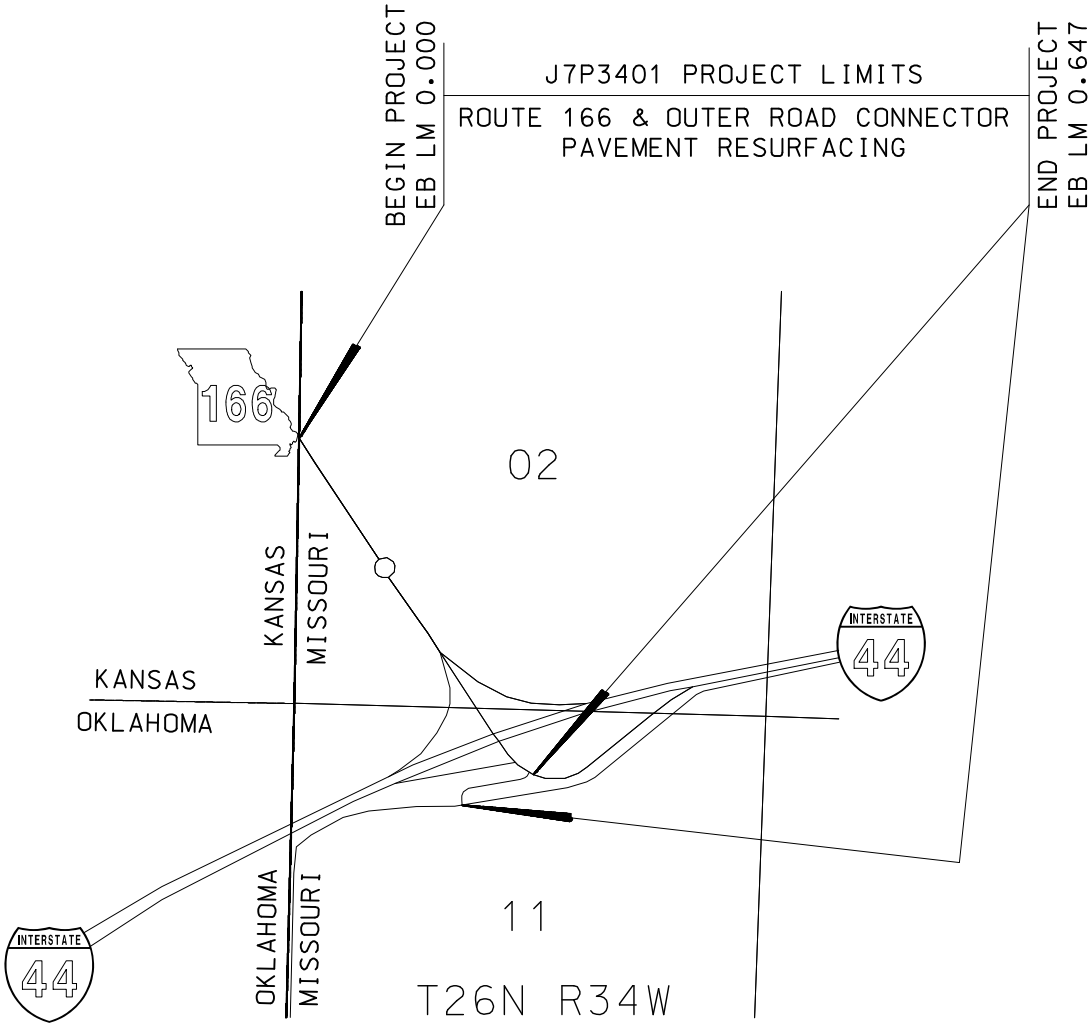 BEGIN PROJECT
EB LM 0.000
J7P3401 PROJECT LIMITS
ROUTE 166 & OUTER ROAD CONNECTOR
PAVEMENT RESURFACING
END PROJECT
EB LM 0.647
166
02
KANSAS
MISSOURI
INTERSTATE
44
KANSAS
OKLAHOMA
OKLAHOMA
MISSOURI
11
INTERSTATE
44
T26N R34W